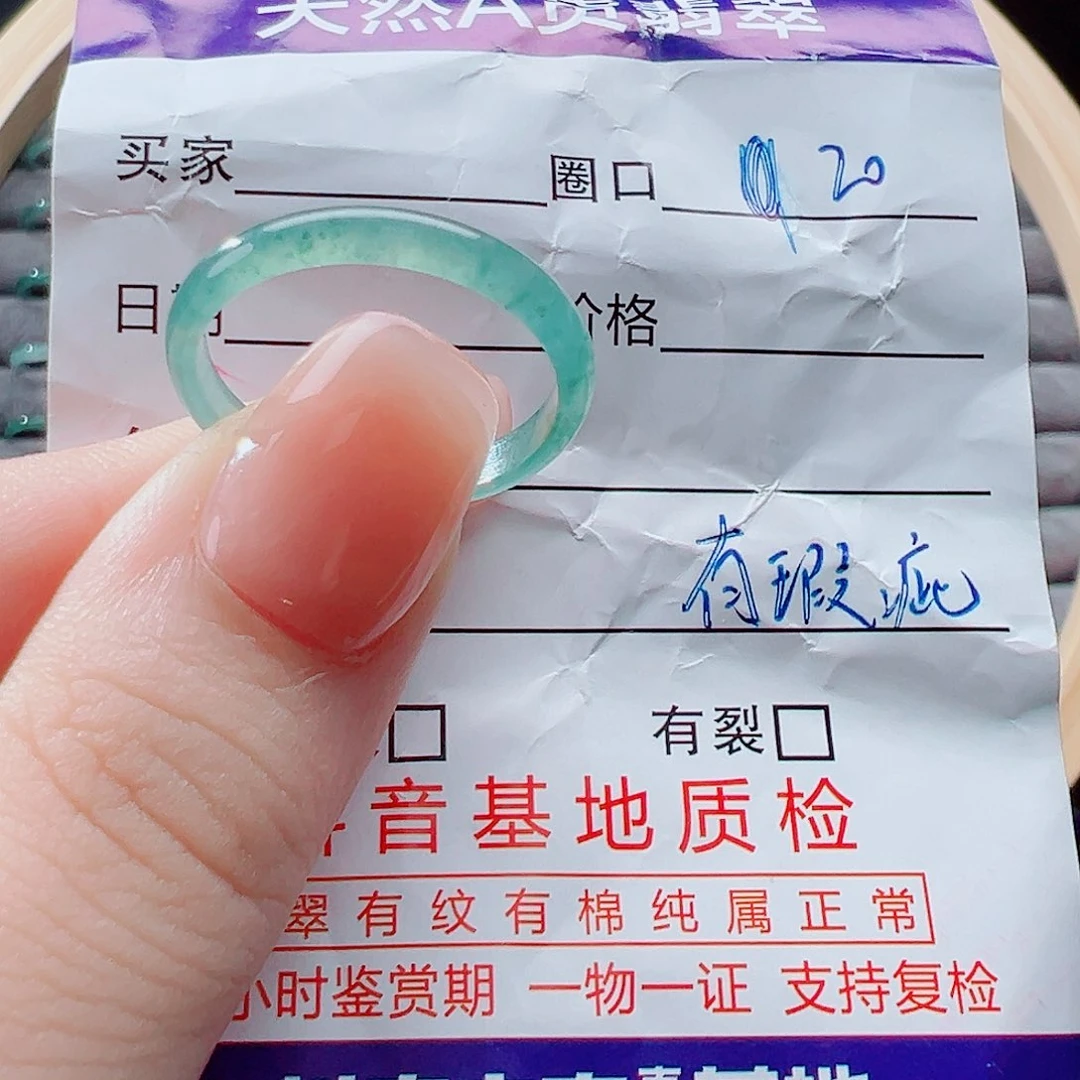 天然A货翡翠
买家 圈口 20
日期 价格
有瑕疵
有裂
音基地质检
翠有纹有棉纯属正常
小时鉴赏期 一物一证 支持复检